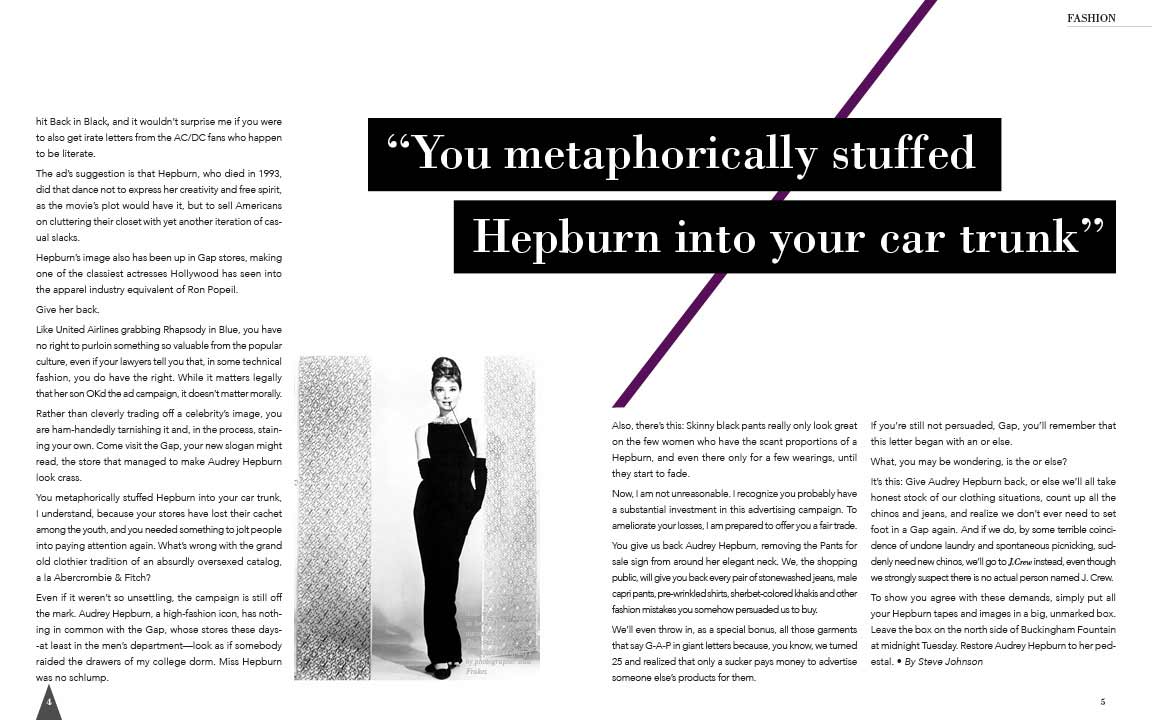 FASHION
hit Back in Black, and it wouldn't surprise me if you were
to also get irate letters from the AC/DC fans who happen
to be literate.
The ad's suggestion is that Hepburn, who died in 1993,
did that dance not to express her creativity and free spirit,
as the movie's plot would have it, but to sell Americans
on cluttering their closet with yet another iteration of cas-
ual slacks.
Hepburn's image also has been up in Gap stores, making
one of the classiest actresses Hollywood has seen into
the apparel industry equivalent of Ron Popeil.
Give her back.
Like United Airlines grabbing Rhapsody in Blue, you have
no right to purloin something so valuable from the popular
culture, even if your lawyers tell you that, in some technical
fashion, you do have the right. While it matters legally
that her son OKd the ad campaign, it doesn't matter morally.
Rather than cleverly trading off a celebrity's image, you
are ham-handedly tarnishing it and, in the process, stain-
ing your own. Come visit the Gap, your new slogan might
read, the store that managed to make Audrey Hepburn
look crass.
You metaphorically stuffed Hepburn into your car trunk,
I understand, because your stores have lost their cachet
among the youth, and you needed something to jolt people
into paying attention again. What's wrong with the grand
old clothier tradition of an absurdly oversexed catalog,
a la Abercrombie & Fitch?
Even if it weren't so unsettling, the campaign is still off
the mark. Audrey Hepburn, a high-fashion icon, has noth-
ing in common with the Gap, whose stores these days-
-at least in the men's department—look as if somebody
raided the drawers of my college dorm. Miss Hepburn
was no schlump.
4
“You metaphorically stuffed
Hepburn into your car trunk”
by photographer
Frakes.
Also, there's this: Skinny black pants really only look great
on the few women who have the scant proportions of a
Hepburn, and even there only for a few wearings, until
they start to fade.
Now, I am not unreasonable. I recognize you probably have
a substantial investment in this advertising campaign. To
ameliorate your losses, I am prepared to offer you a fair trade.
You give us back Audrey Hepburn, removing the Pants for
sale sign from around her elegant neck. We, the shopping
public, will give you back every pair of stonewashed jeans, male
capri pants, pre-wrinkled shirts, sherbet-colored khakis and other
fashion mistakes you somehow persuaded us to buy.
We'll even throw in, as a special bonus, all those garments
that say G-A-P in giant letters because, you know, we turned
25 and realized that only a sucker pays money to advertise
someone else's products for them.
If you're still not persuaded, Gap, you'll remember that
this letter began with an or else.
What, you may be wondering, is the or else?
It's this: Give Audrey Hepburn back, or else we'll all take
honest stock of our clothing situations, count up all the
chinos and jeans, and realize we don't ever need to set
foot in a Gap again. And if we do, by some terrible coinci-
dence of undone laundry and spontaneous picnicking, sud-
denly need new chinos, we'll go to J.Crew instead, even though
we strongly suspect there is no actual person named J. Crew.
To show you agree with these demands, simply put all
your Hepburn tapes and images in a big, unmarked box.
Leave the box on the north side of Buckingham Fountain
at midnight Tuesday. Restore Audrey Hepburn to her ped-
estal. • By Steve Johnson
5